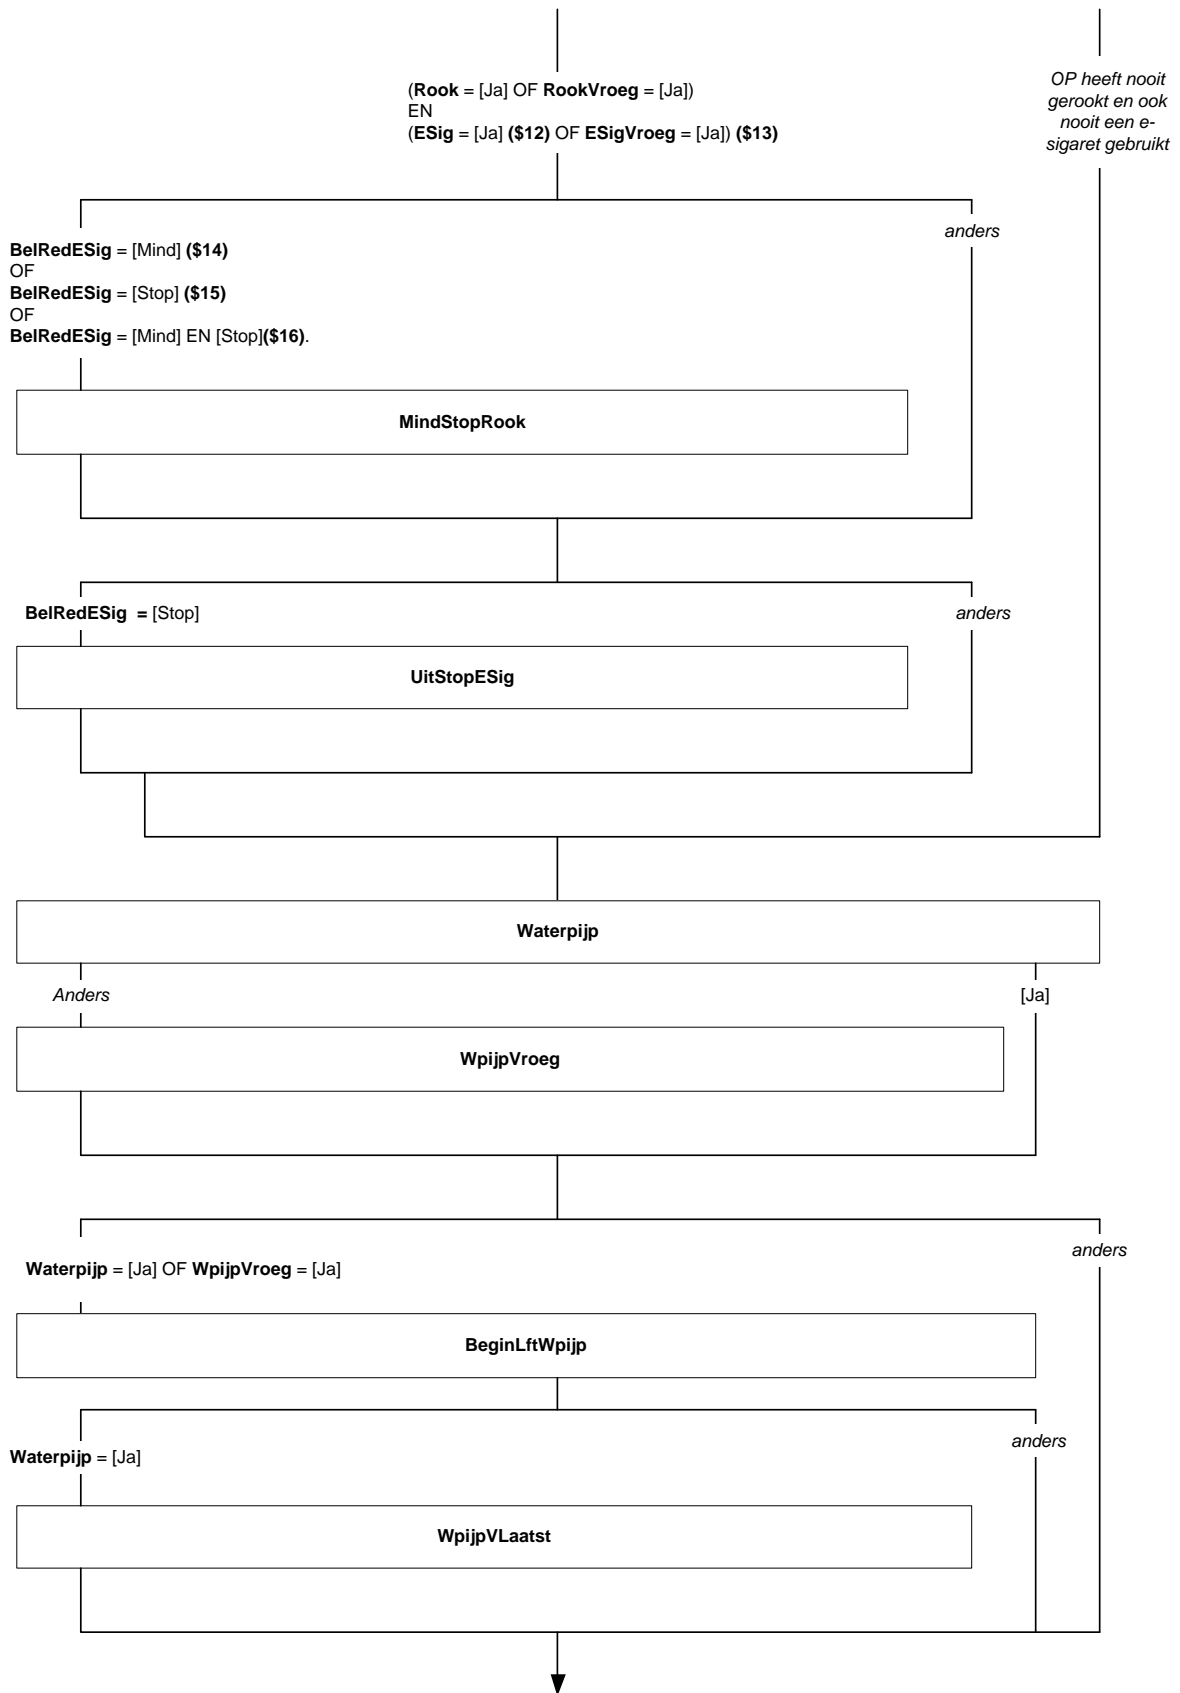 (Rook = [Ja] OF RookVroeg = [Ja])
EN
(ESig = [Ja] ($12) OF ESigVroeg = [Ja]) ($13)
OP heeft nooit
gerookt en ook
nooit een e-
sigaret gebruikt
anders
BelRedESig = [Mind] ($14)
OF
BelRedESig = [Stop] ($15)
OF
BelRedESig = [Mind] EN [Stop]($16).
MindStopRook
BelRedESig = [Stop]
anders
UitStopESig
Waterpijp
Anders
[Ja]
WpijpVroeg
anders
Waterpijp = [Ja] OF WpijpVroeg = [Ja]
BeginLftWpijp
anders
Waterpijp = [Ja]
WpijpVLaatst